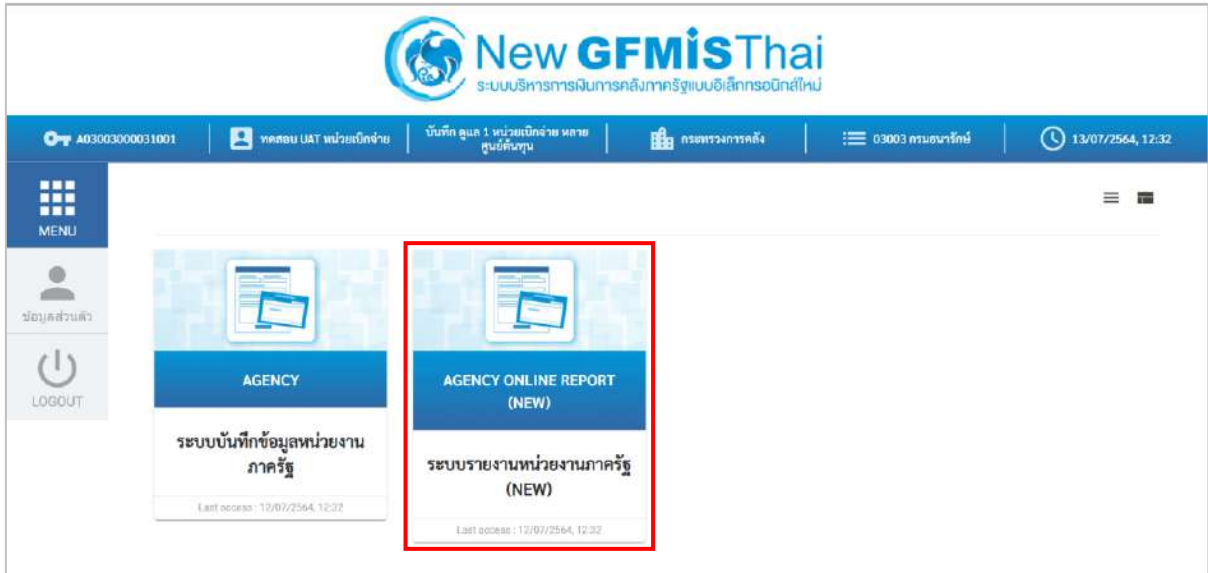 New GFMISThai
ระบบบริหารการเงินการคลังภาครัฐแบบอิเล็กทรอนิกส์ใหม่
A03003000031001
ทดสอบ UAT หน่วยเบิกจ่าย
บันทึก ดูแล 1 หน่วยเบิกจ่าย หลาย
ศูนย์ต้นทุน
กระทรวงการคลัง
03003 กรมธนารักษ์
13/07/2564, 12:32
MENU
ข้อมูลส่วนตัว
LOGOUT
AGENCY
ระบบบันทึกข้อมูลหน่วยงาน
ภาครัฐ
Last access : 12/07/2564, 12:32
AGENCY ONLINE REPORT
(NEW)
ระบบรายงานหน่วยงานภาครัฐ
(NEW)
Last access : 12/07/2564, 12:32